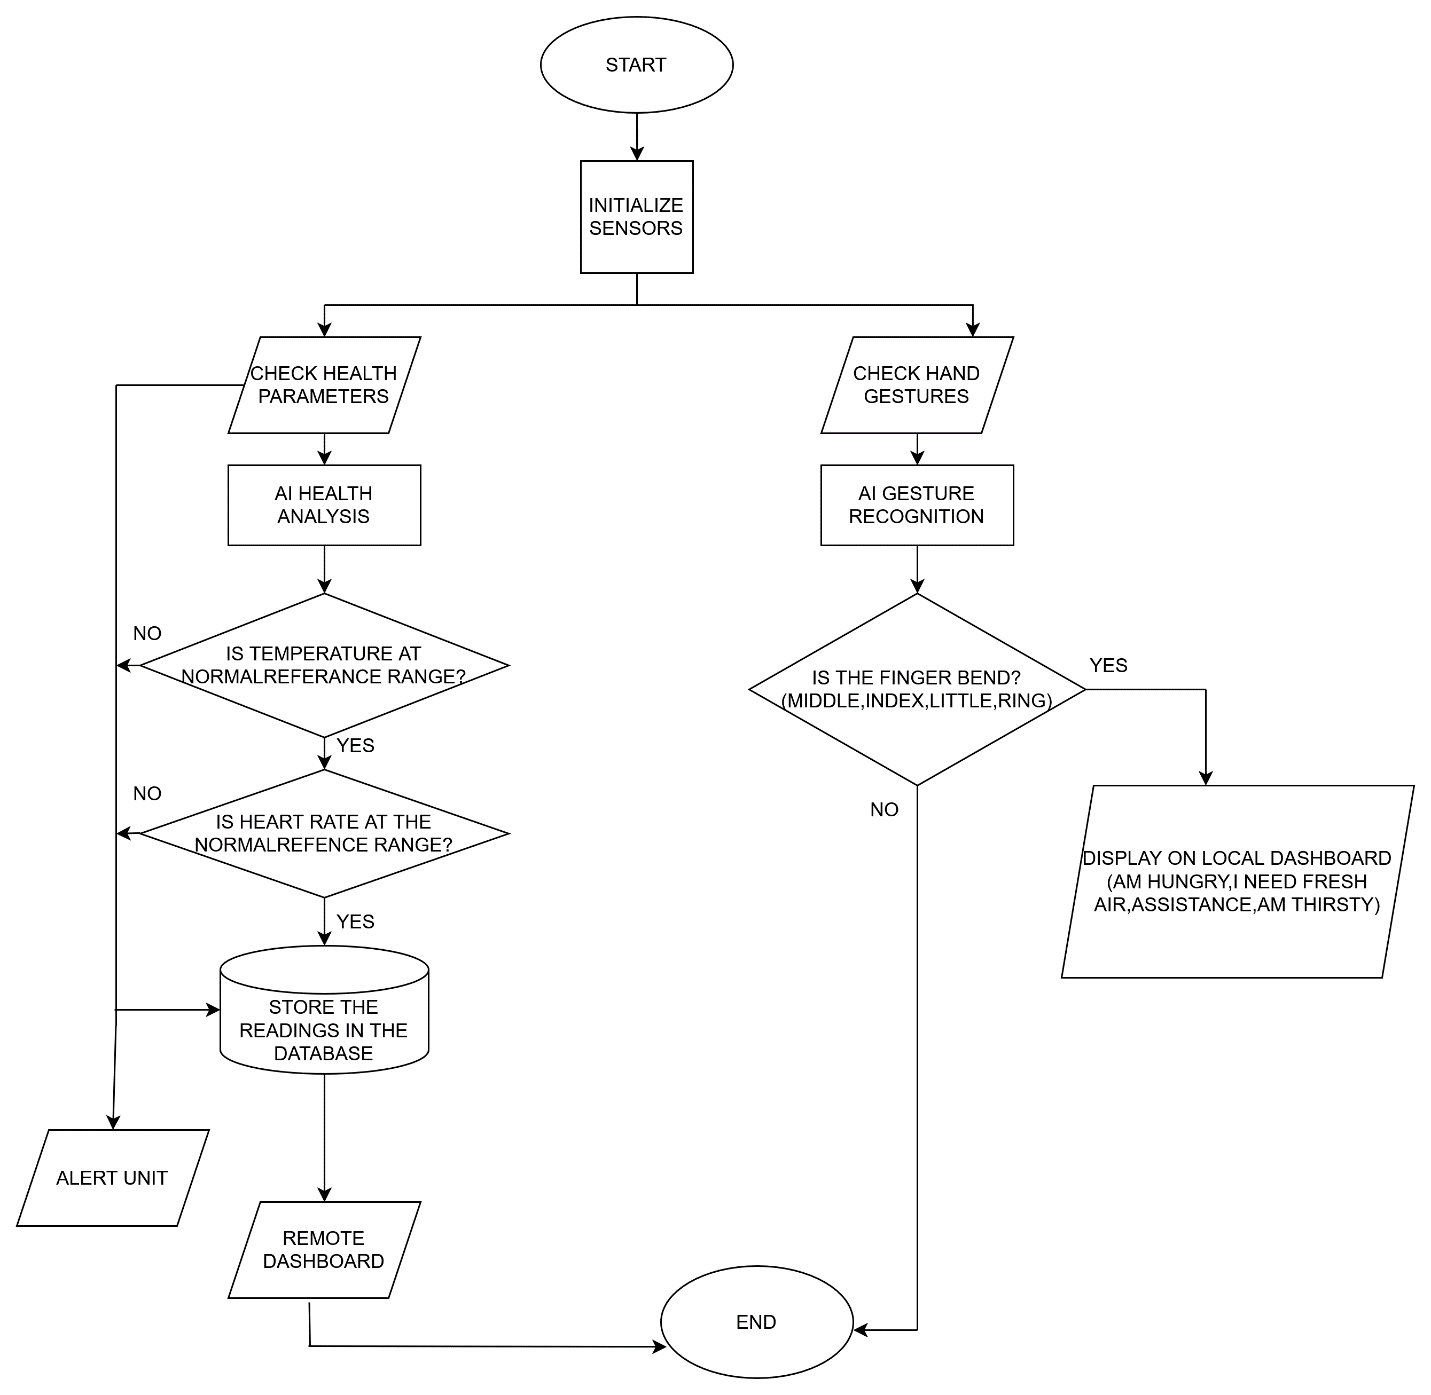 START
INITIALIZE
SENSORS
CHECK HEALTH
PARAMETERS
CHECK HAND
GESTURES
AI HEALTH
ANALYSIS
AI GESTURE
RECOGNITION
NO
IS TEMPERATURE AT
NORMALREFERANCE RANGE?
YES
IS THE FINGER BEND?
(MIDDLE,INDEX,LITTLE,RING)
YES
NO
NO
IS HEART RATE AT THE
NORMALREFENCE RANGE?
YES
DISPLAY ON LOCAL DASHBOARD
(AM HUNGRY,I NEED FRESH
AIR,ASSISTANCE,AM THIRSTY)
STORE THE
READINGS IN THE
DATABASE
ALERT UNIT
REMOTE
DASHBOARD
END